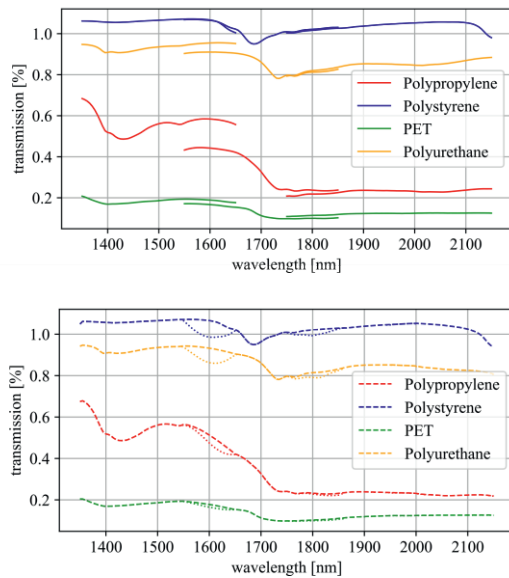 1.0
0.8
0.6
0.4
0.2
transmission [%]
Polypropylene
Polystyrene
PET
Polyurethane
1400 1500 1600 1700 1800 1900 2000 2100
wavelength [nm]
1.0
0.8
0.6
0.4
0.2
transmission [%]
Polypropylene
Polystyrene
PET
Polyurethane
1400 1500 1600 1700 1800 1900 2000 2100
wavelength [nm]